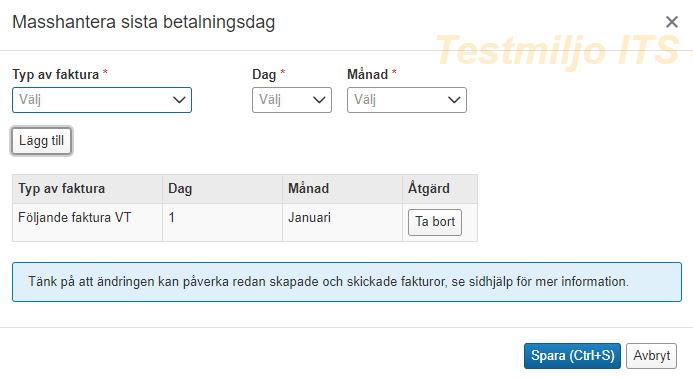 Masshantera sista betalningsdag
Testmiljo ITS
Typ av faktura * Dag * Månad *
Välj Välj Välj
Lägg till
Typ av faktura Dag Månad Åtgärd
Följande faktura VT 1 Januari Ta bort
Tänk på att ändringen kan påverka redan skapade och skickade fakturor, se sidhjälp för mer information.
Spara (Ctrl+S) Avbryt